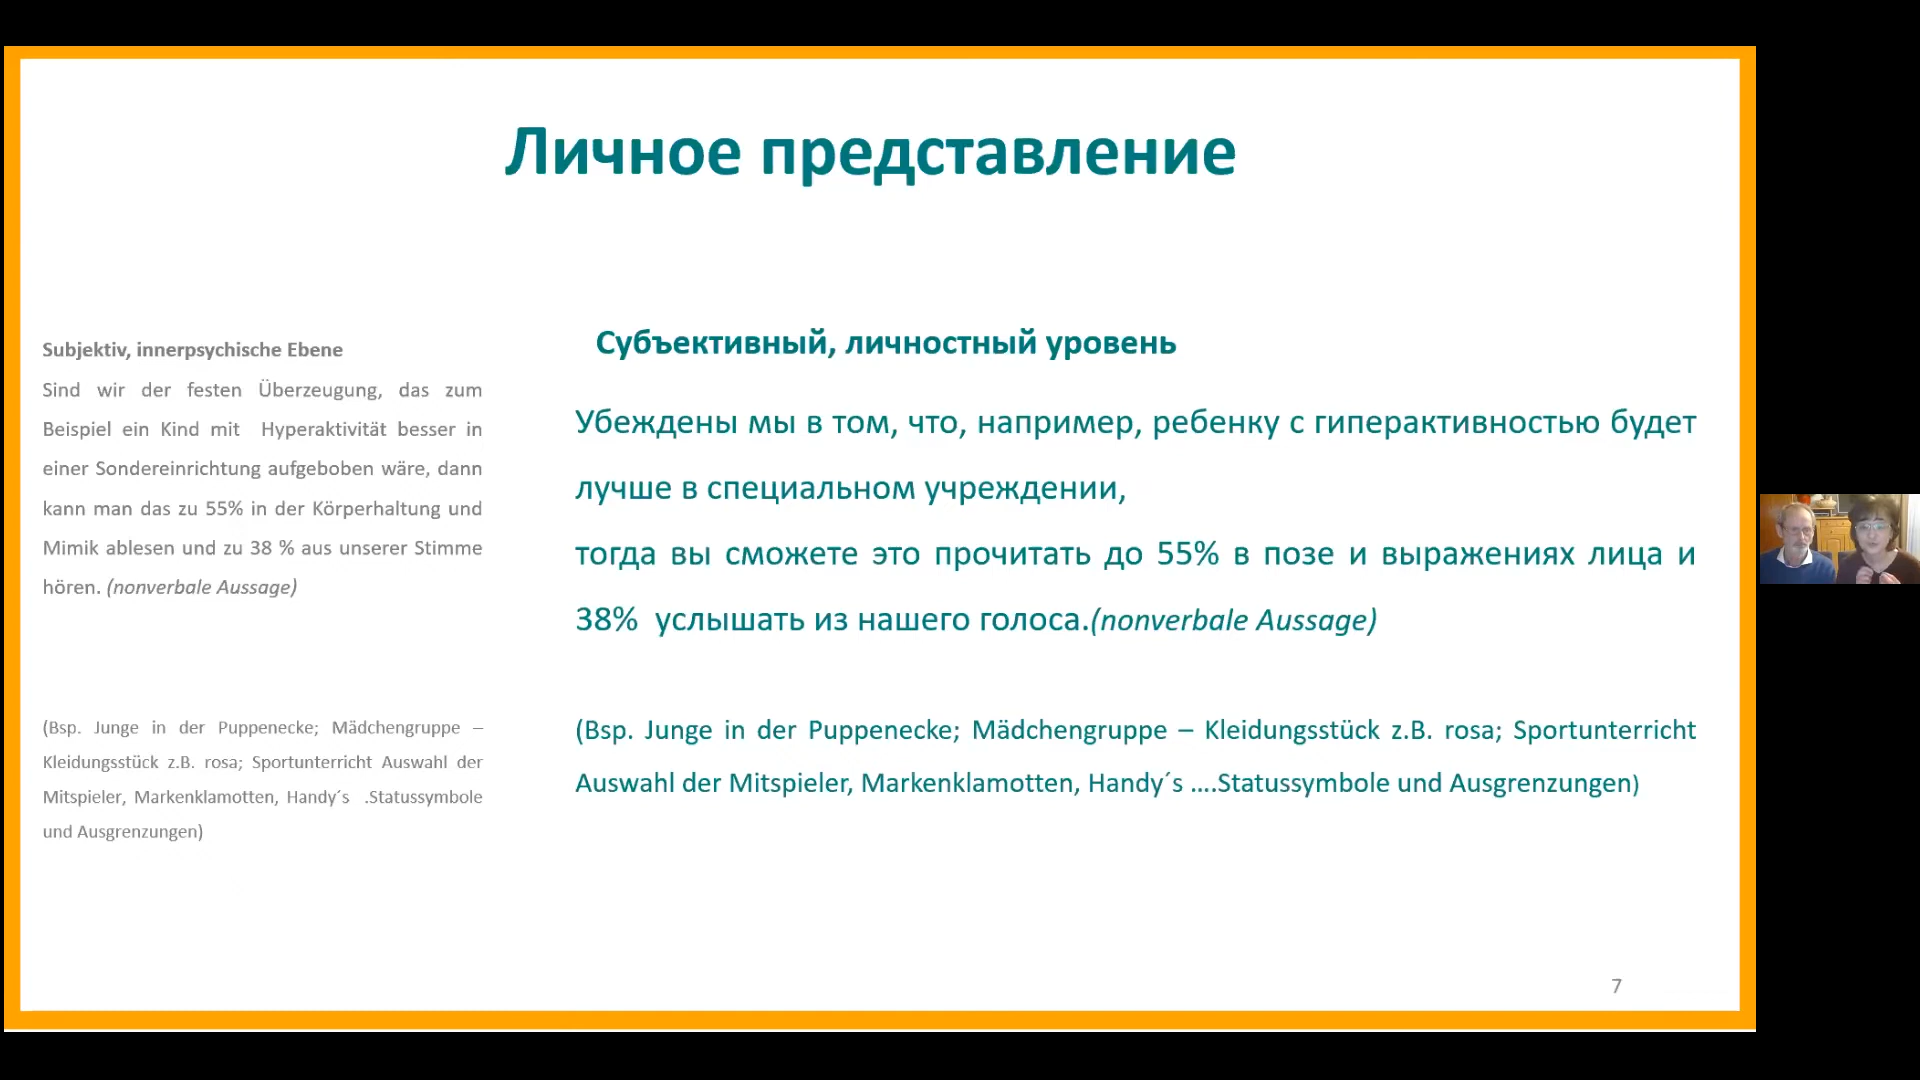 Личное представление
Subjektiv, innerpsychische Ebene
Sind wir der festen Überzeugung, das zum
Beispiel ein Kind mit Hyperaktivität besser in
einer Sondereinrichtung aufgeboben wäre, dann
kann man das zu 55% in der Körperhaltung und
Mimik ablesen und zu 38 % aus unserer Stimme
hören. (nonverbale Aussage)
(Bsp. Junge in der Puppenecke; Mädchengruppe –
Kleidungsstück z.B. rosa; Sportunterricht Auswahl der
Mitspieler, Markenklamotten, Handy´s .Statussymbole
und Ausgrenzungen)
Субъективный, личностный уровень
Убеждены мы в том, что, например, ребенку с гиперактивностью будет
лучше в специальном учреждении,
тогда вы сможете это прочитать до 55% в позе и выражениях лица и
38% услышать из нашего голоса.(nonverbale Aussage)
(Bsp. Junge in der Puppenecke; Mädchengruppe – Kleidungsstück z.B. rosa; Sportunterricht
Auswahl der Mitspieler, Markenklamotten, Handy´s ….Statussymbole und Ausgrenzungen)
7